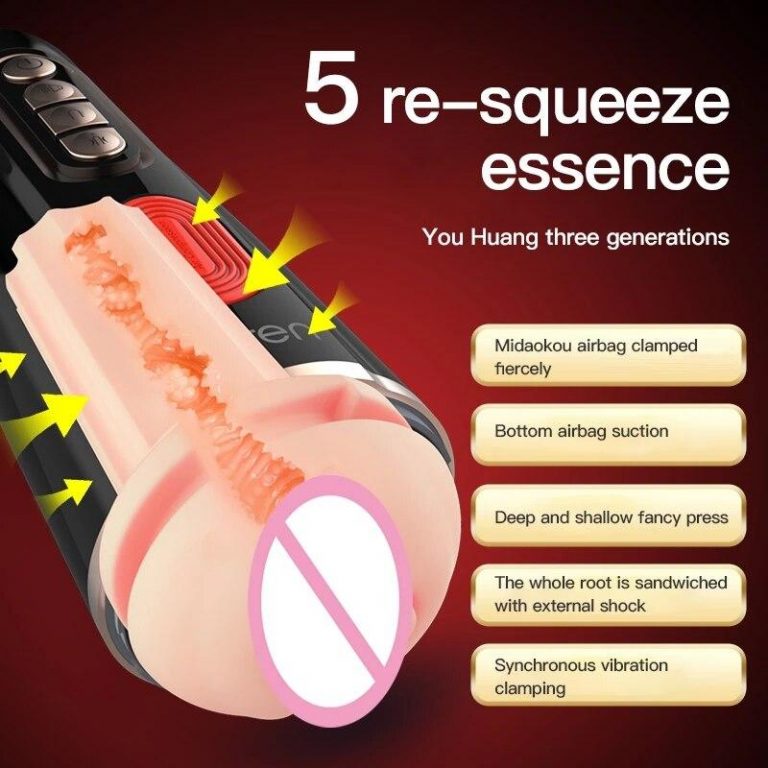 5 re-squeeze
essence
You Huang three generations
Midaokou airbag clamped
fiercely
Bottom airbag suction
Deep and shallow fancy press
The whole root is sandwiched
with external shock
Synchronous vibration
clamping